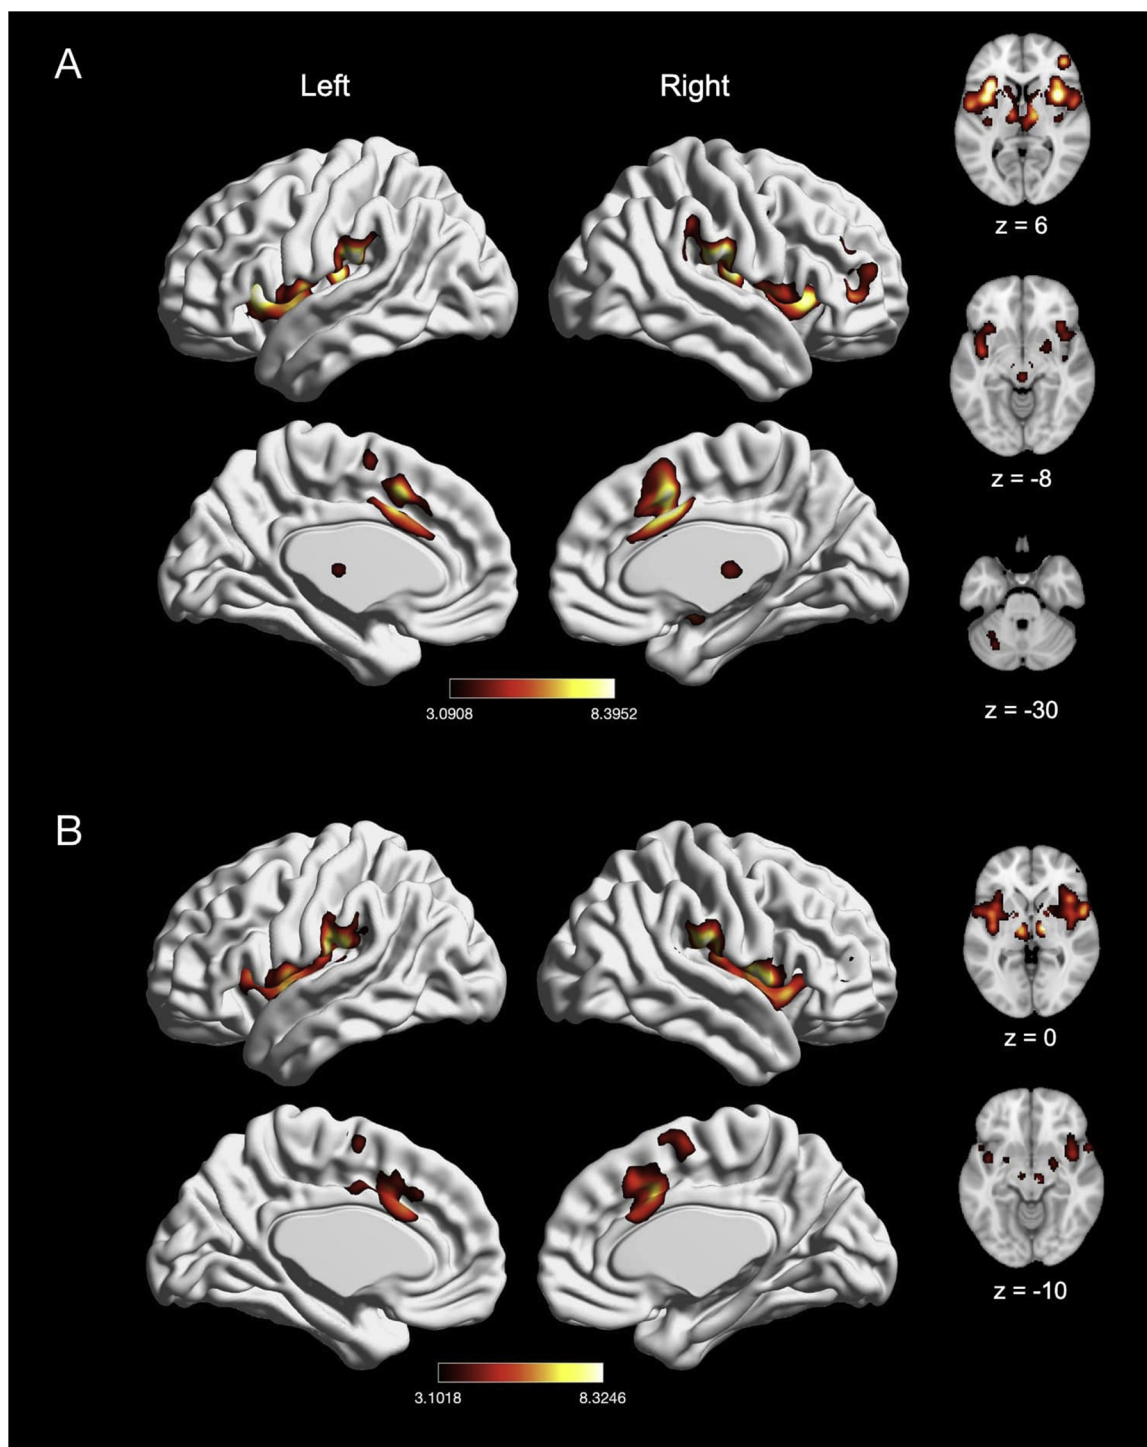 A
Left
Right
z = 6
z = -8
z = -30
3.0908
8.3952
B
z = 0
z = -10
3.1018
8.3246